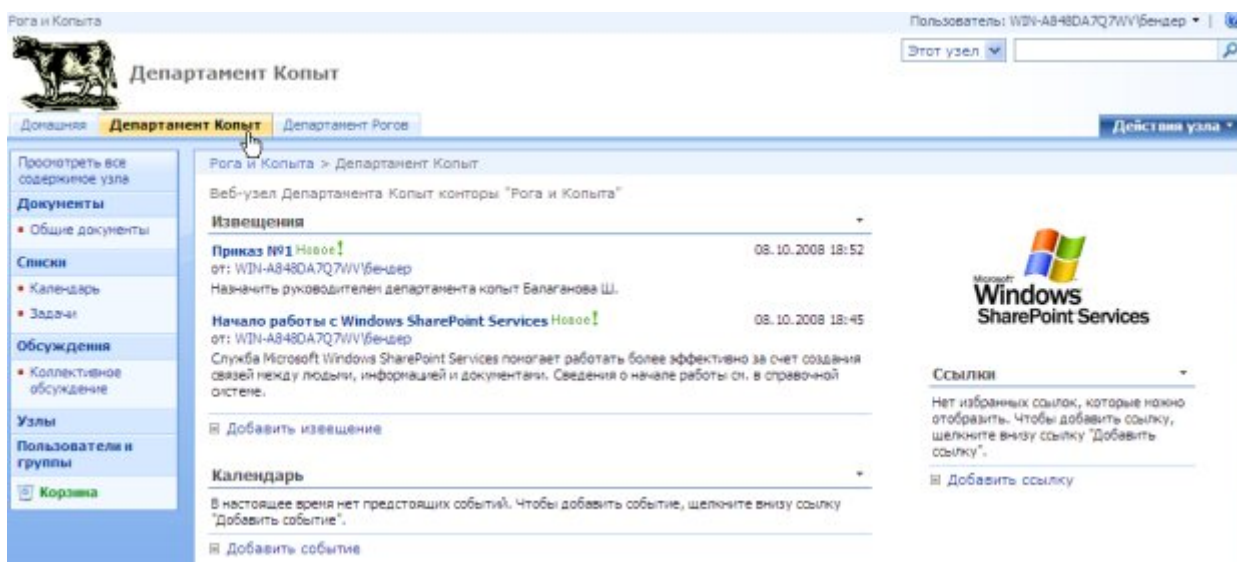 Рога и Копыта
Пользователь: WIN-A848DA7Q7WV\бендер
Департамент Копыт
Этот узел
Домашняя
Департамент Копыт
Департамент Рогов
Действия узла
Просмотреть все
содержимое узла
Документы
Общие документы
Списки
Календарь
Задачи
Обсуждения
Коллективное
обсуждение
Узлы
Пользователи и
группы
Корзина
Рога и Копыта > Департамент Копыт
Веб-узел Департамента Копыт конторы "Рога и Копыта"
Извещения
Приказ №1 Новое! 08.10.2008 18:52
от: WIN-A848DA7Q7WV\бендер
Назначить руководителем департамента копыт Балаганова Ш.
Начало работы с Windows SharePoint Services Новое! 08.10.2008 18:45
от: WIN-A848DA7Q7WV\бендер
Служба Microsoft Windows SharePoint Services помогает работать более эффективно за счет создания
связей между людьми, информацией и документами. Сведения о начале работы см. в справочной
системе.
Добавить извещение
Календарь
В настоящее время нет предстоящих событий. Чтобы добавить событие, щелкните внизу ссылку
"Добавить событие".
Добавить событие
Microsoft
Windows
SharePoint Services
Ссылки
Нет избранных ссылок, которые можно
отобразить. Чтобы добавить ссылку,
щелкните внизу ссылку "Добавить
ссылку".
Добавить ссылку